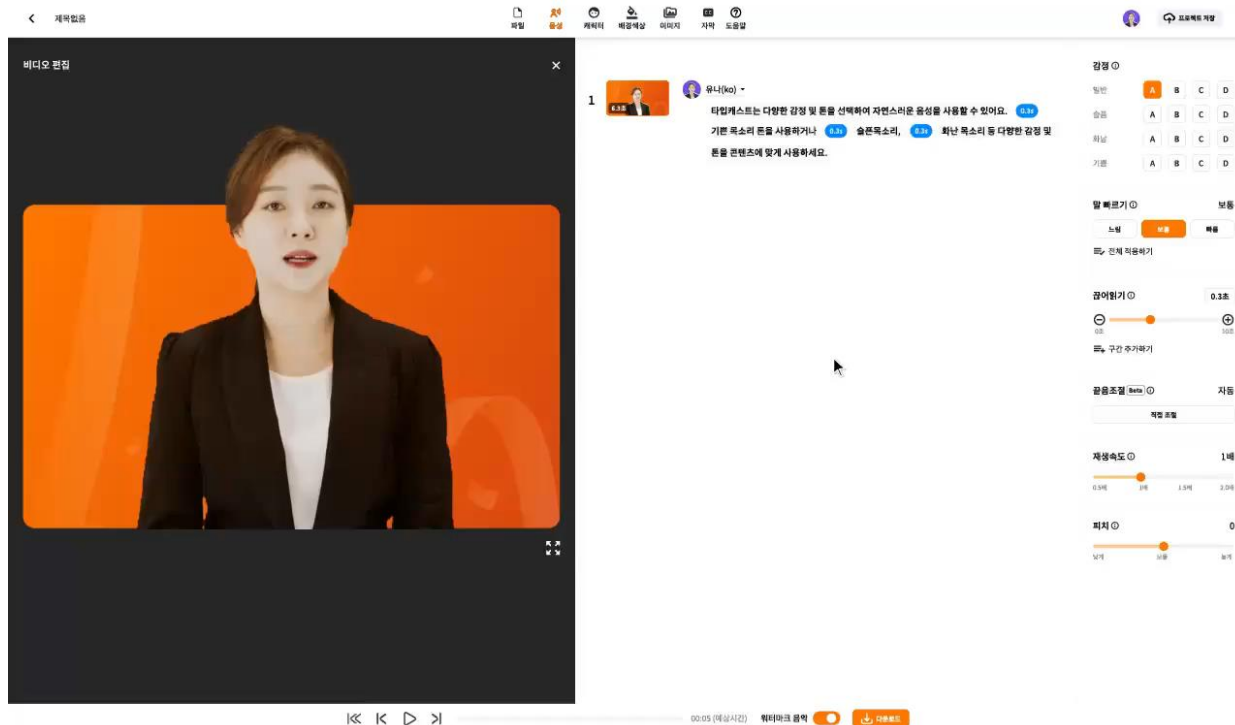 제목없음
파일
음성
캐릭터
배경색상
이미지
자막
도움말
프로젝트 저장
비디오 편집
1
6.3초
유나(ko)
타입캐스트는 다양한 감정 및 톤을 선택하여 자연스러운 음성을 사용할 수 있어요. 0.3s
기쁜 목소리 톤을 사용하거나 0.3s 슬픈목소리, 0.3s 화난 목소리 등 다양한 감정 및
톤을 콘텐츠에 맞게 사용하세요.
감정
일반 A B C D
슬픔 A B C D
화남 A B C D
기쁨 A B C D
말 빠르기 보통
느림 보통 빠름
전체 적용하기
끊어읽기 0.3초
0초 10초
구간 추가하기
끝음조절 Beta 자동
직접 조절
재생속도 1배
0.5배 1배 1.5배 2.0배
피치 0
낮게 보통 높게
00:05 (예상시간) 워터마크 음악 다운로드